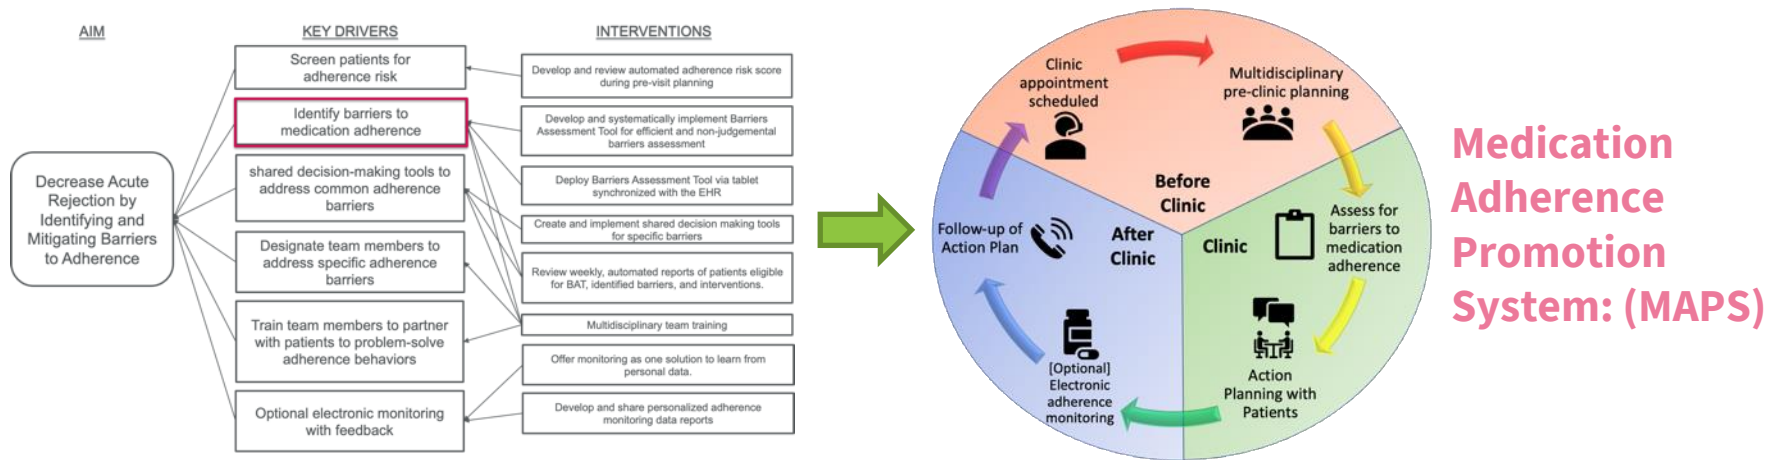 AIM
Decrease Acute
Rejection by
Identifying and
Mitigating Barriers
to Adherence
KEY DRIVERS
Screen patients for
adherence risk
Identify barriers to
medication adherence
shared decision-making tools to
address common adherence
barriers
Designate team members to
address specific adherence
barriers
Train team members to partner
with patients to problem-solve
adherence behaviors
Optional electronic monitoring
with feedback
INTERVENTIONS
Develop and review automated adherence risk score
during pre-visit planning
Develop and systematically implement Barriers
Assessment Tool for efficient and non-judgemental
barriers assessment
Deploy Barriers Assessment Tool via tablet
synchronized with the EHR
Create and implement shared decision making tools
for specific barriers
Review weekly, automated reports of patients eligible
for BAT, identified barriers, and interventions.
Multidisciplinary team training
Offer monitoring as one solution to learn from
personal data.
Develop and share personalized adherence
monitoring data reports
Clinic
appointment
scheduled
Multidisciplinary
pre-clinic planning
Before
Clinic
Assess for
barriers to
medication
adherence
Clinic
Action
Planning with
Patients
[Optional]
Electronic
adherence
monitoring
After
Clinic
Follow-up of
Action Plan
Medication
Adherence
Promotion
System: (MAPS)